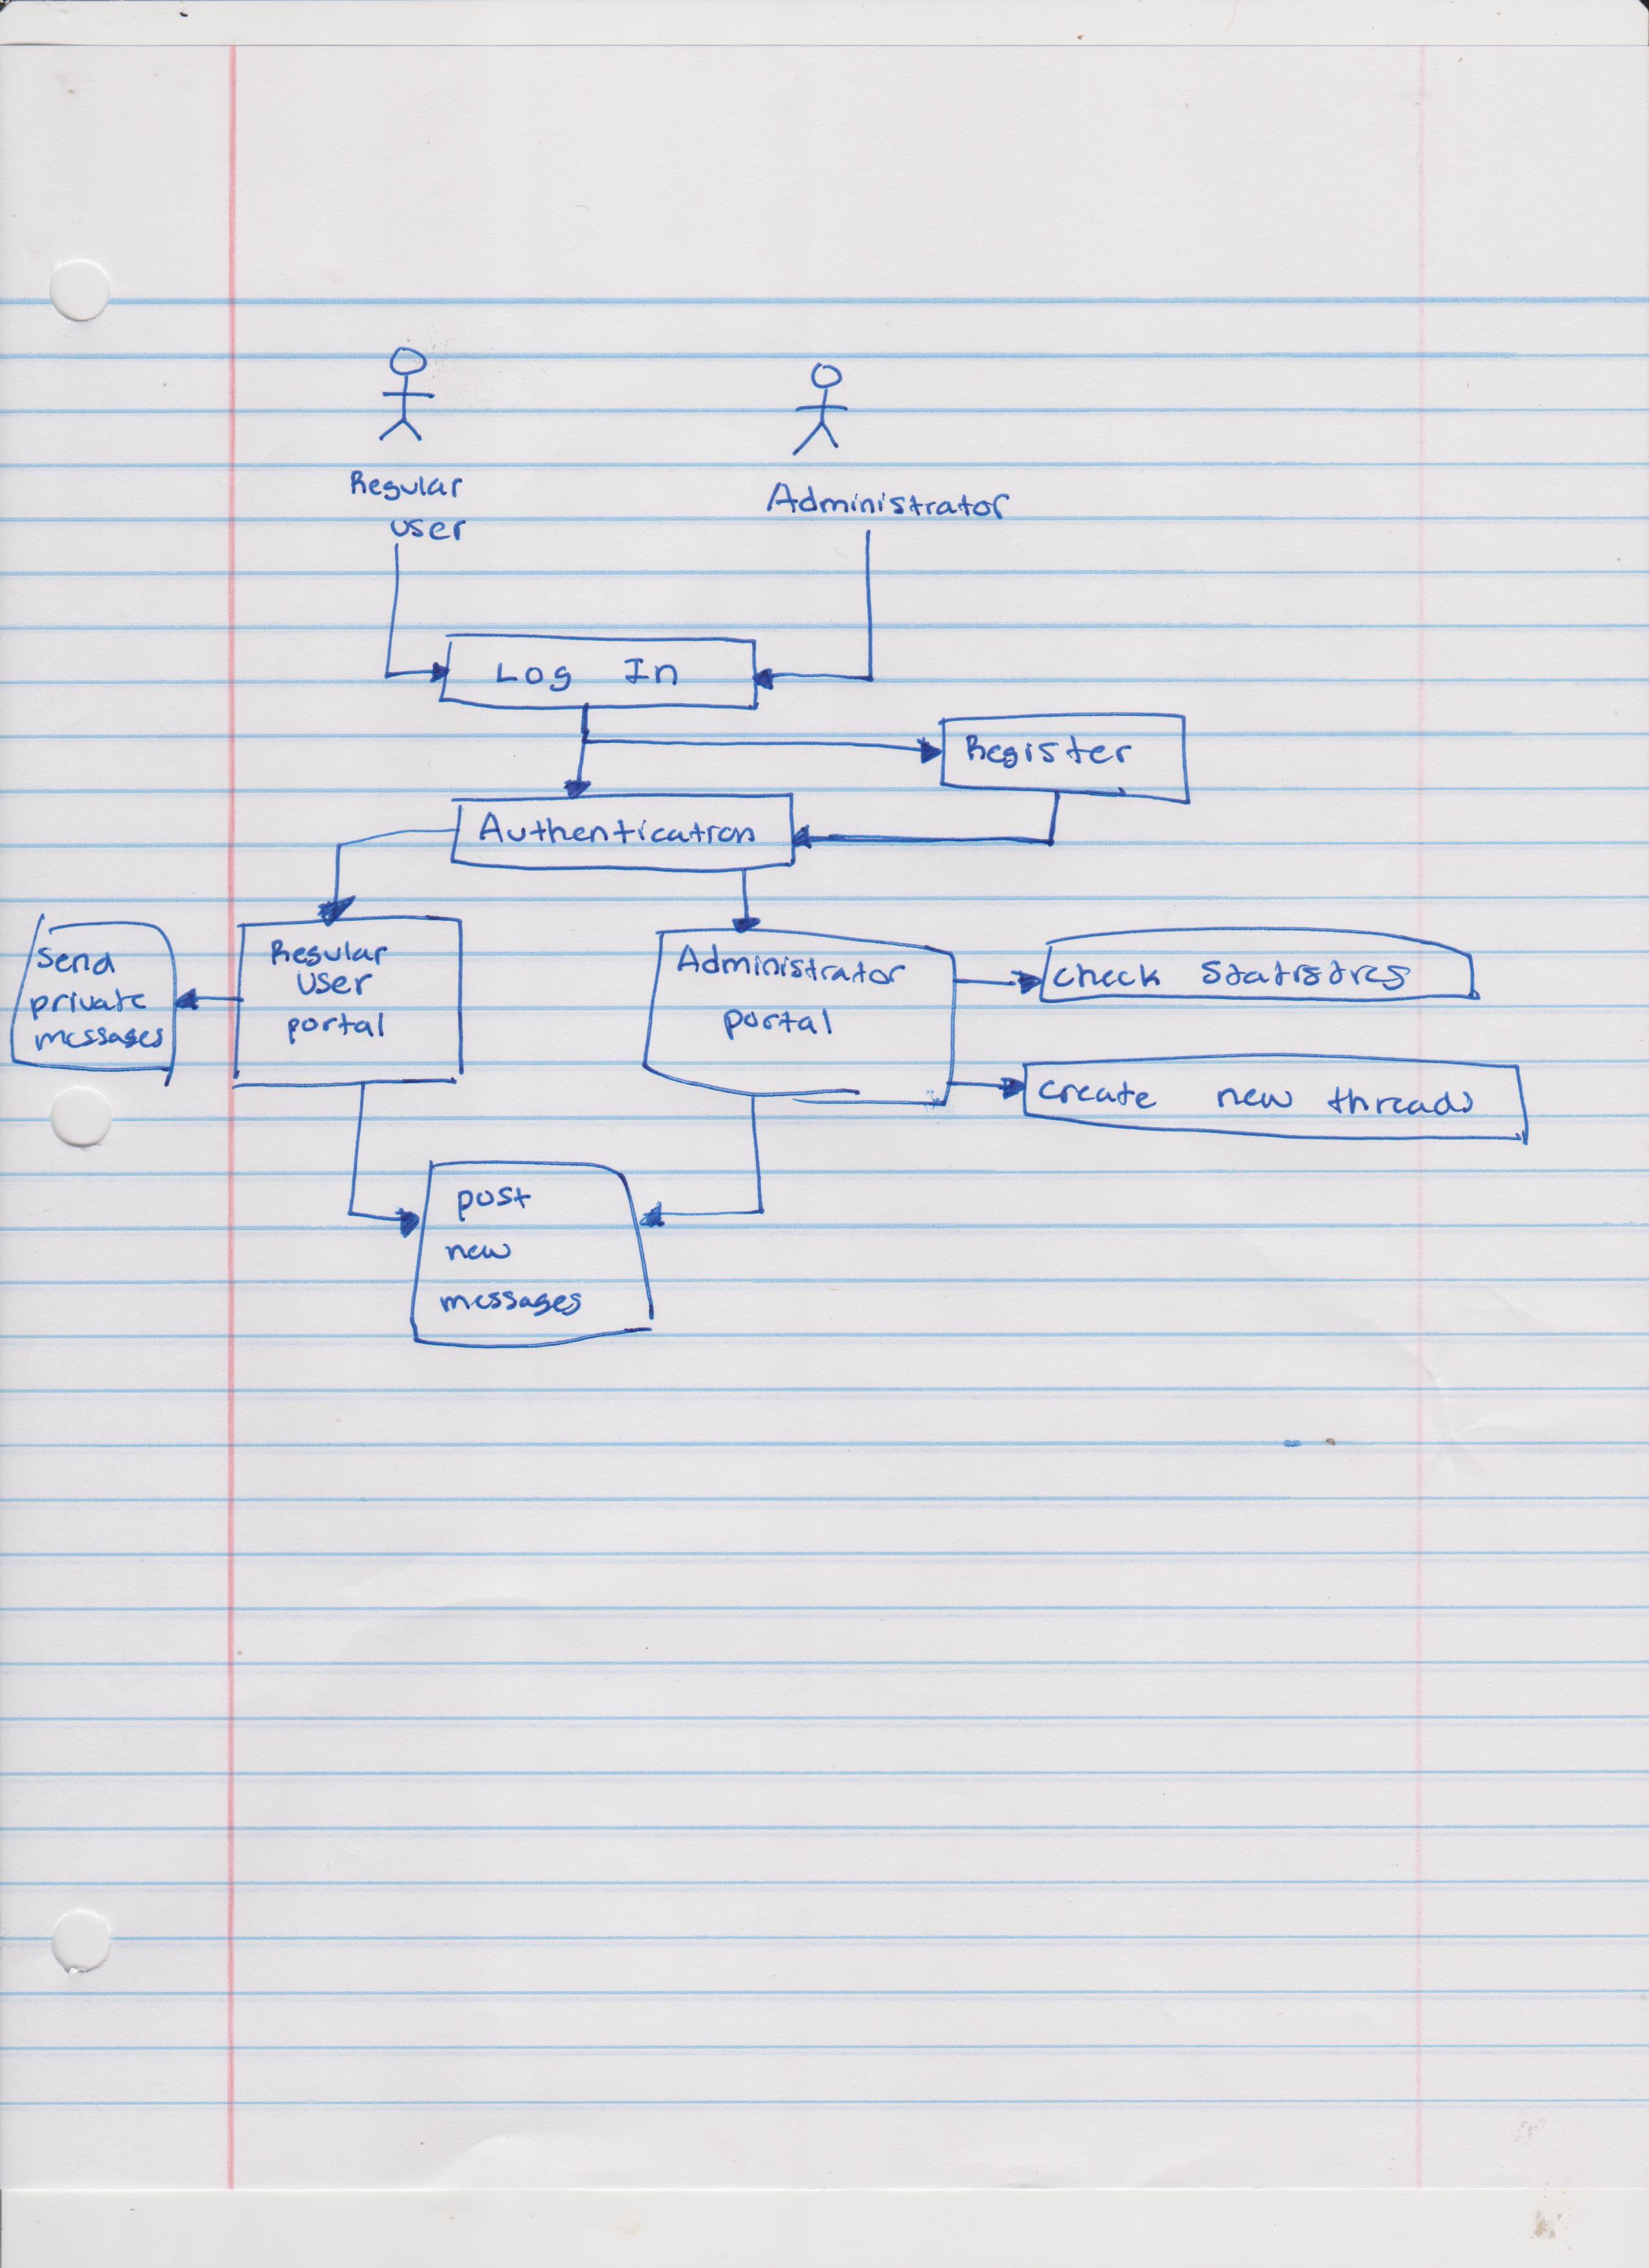 Regular
user
Administrator
Log In
Register
Authentication
Send
private
messages
Regular
User
portal
Administrator
portal
check statistics
create new threads
post
new
messages